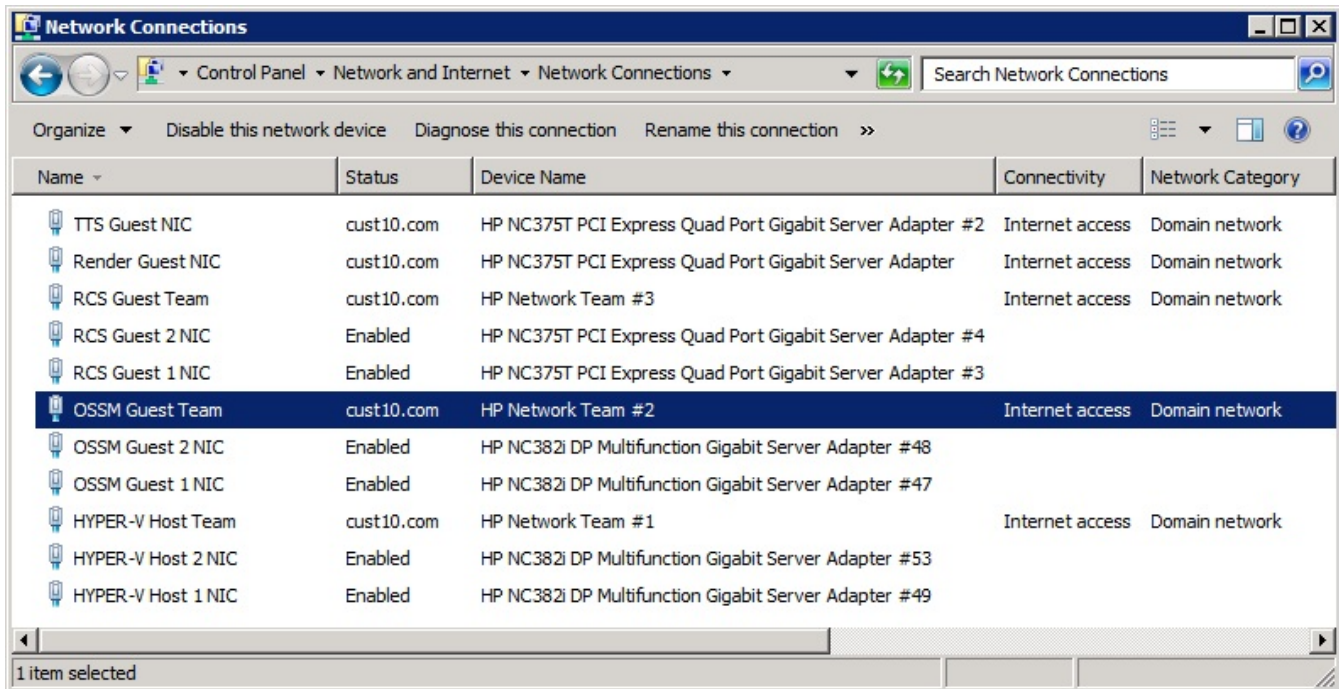 Network Connections
Control Panel Network and Internet Network Connections Search Network Connections
Organize Disable this network device Diagnose this connection Rename this connection »
Name Status Device Name Connectivity Network Category
TTS Guest NIC cust10.com HP NC375T PCI Express Quad Port Gigabit Server Adapter #2 Internet access Domain network
Render Guest NIC cust10.com HP NC375T PCI Express Quad Port Gigabit Server Adapter Internet access Domain network
RCS Guest Team cust10.com HP Network Team #3 Internet access Domain network
RCS Guest 2 NIC Enabled HP NC375T PCI Express Quad Port Gigabit Server Adapter #4
RCS Guest 1 NIC Enabled HP NC375T PCI Express Quad Port Gigabit Server Adapter #3
OSSM Guest Team cust10.com HP Network Team #2 Internet access Domain network
OSSM Guest 2 NIC Enabled HP NC382i DP Multifunction Gigabit Server Adapter #48
OSSM Guest 1 NIC Enabled HP NC382i DP Multifunction Gigabit Server Adapter #47
HYPER-V Host Team cust10.com HP Network Team #1 Internet access Domain network
HYPER-V Host 2 NIC Enabled HP NC382i DP Multifunction Gigabit Server Adapter #53
HYPER-V Host 1 NIC Enabled HP NC382i DP Multifunction Gigabit Server Adapter #49
1 item selected